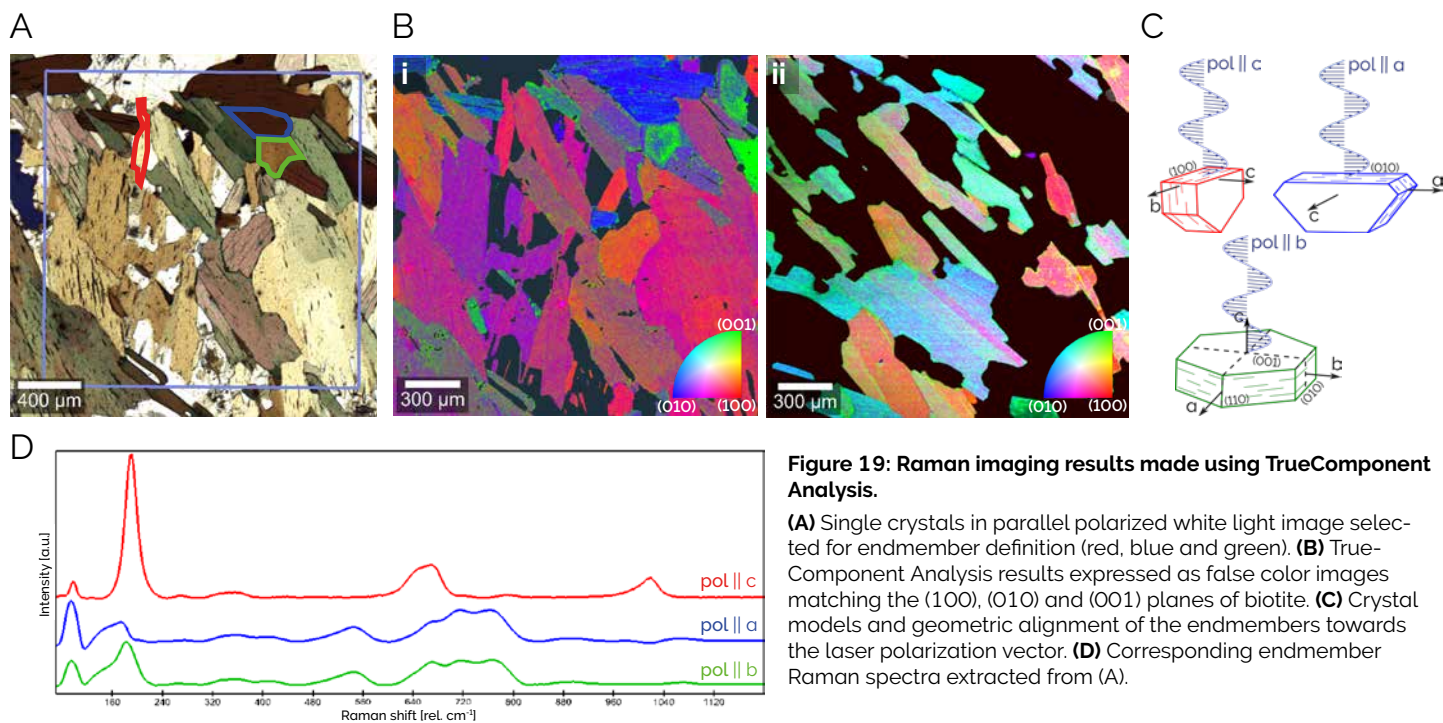 A
B
C
i
ii
400 µm
300 µm
(001)
(010)
(100)
300 µm
(001)
(010)
(100)
pol || c
pol || a
(100)
c
b
(010)
a
c
pol || b
c
(001)
b
a
(110)
(010)
D
Intensity [a.u.]
pol || c
pol || a
pol || b
160 240 320 400 480 560 640 720 800 880 960 1040 1120
Raman shift [rel. cm⁻¹]
Figure 19: Raman imaging results made using TrueComponent
Analysis.
(A) Single crystals in parallel polarized white light image selec-
ted for endmember definition (red, blue and green). (B) True-
Component Analysis results expressed as false color images
matching the (100), (010) and (001) planes of biotite. (C) Crystal
models and geometric alignment of the endmembers towards
the laser polarization vector. (D) Corresponding endmember
Raman spectra extracted from (A).